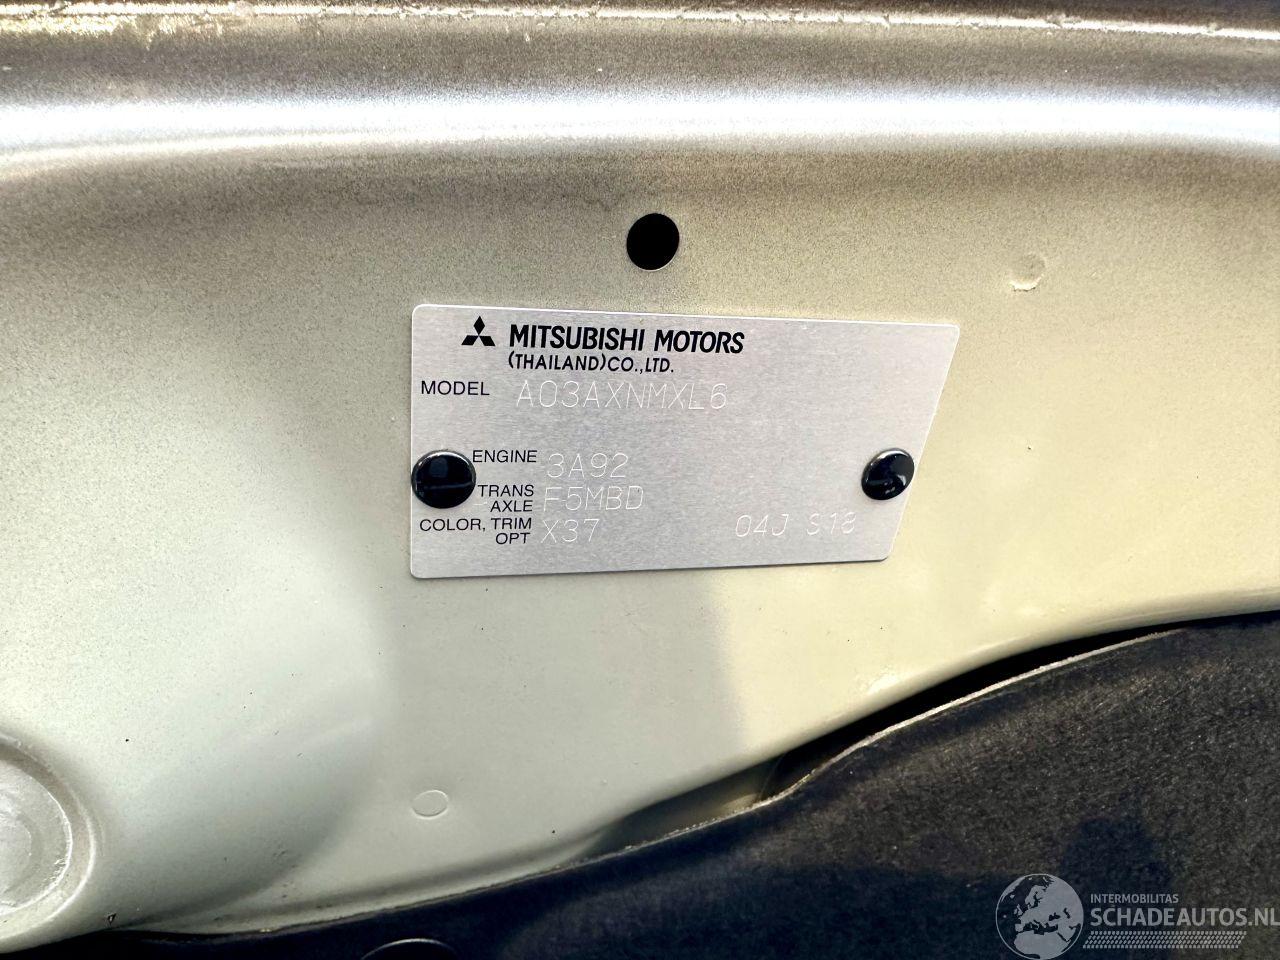 MITSUBISHI MOTORS
(THAILAND)CO.,LTD.
MODEL A03AXNMXL6
ENGINE 3A92
TRANS AXLE F5MBD
COLOR, TRIM OPT X37 04J S18
INTERMOBILITAS
SCHADEAUTOS.NL